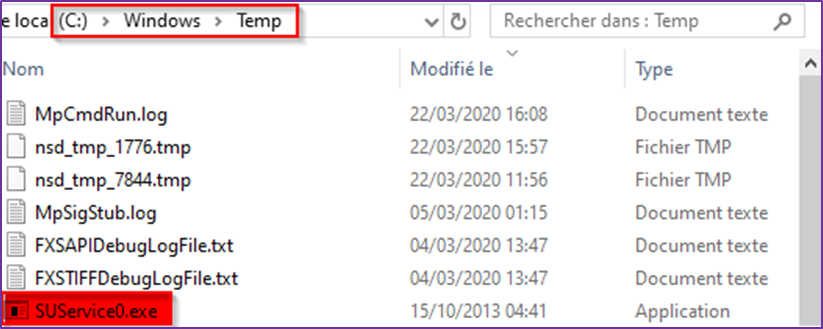 e loca (C:) > Windows > Temp Rechercher dans : Temp
Nom Modifié le Type
MpCmdRun.log 22/03/2020 16:08 Document texte
nsd_tmp_1776.tmp 22/03/2020 15:57 Fichier TMP
nsd_tmp_7844.tmp 22/03/2020 11:56 Fichier TMP
MpSigStub.log 05/03/2020 01:15 Document texte
FXSAPIDebugLogFile.txt 04/03/2020 13:47 Document texte
FXSTIFFDebugLogFile.txt 04/03/2020 13:47 Document texte
SUService0.exe 15/10/2013 04:41 Application